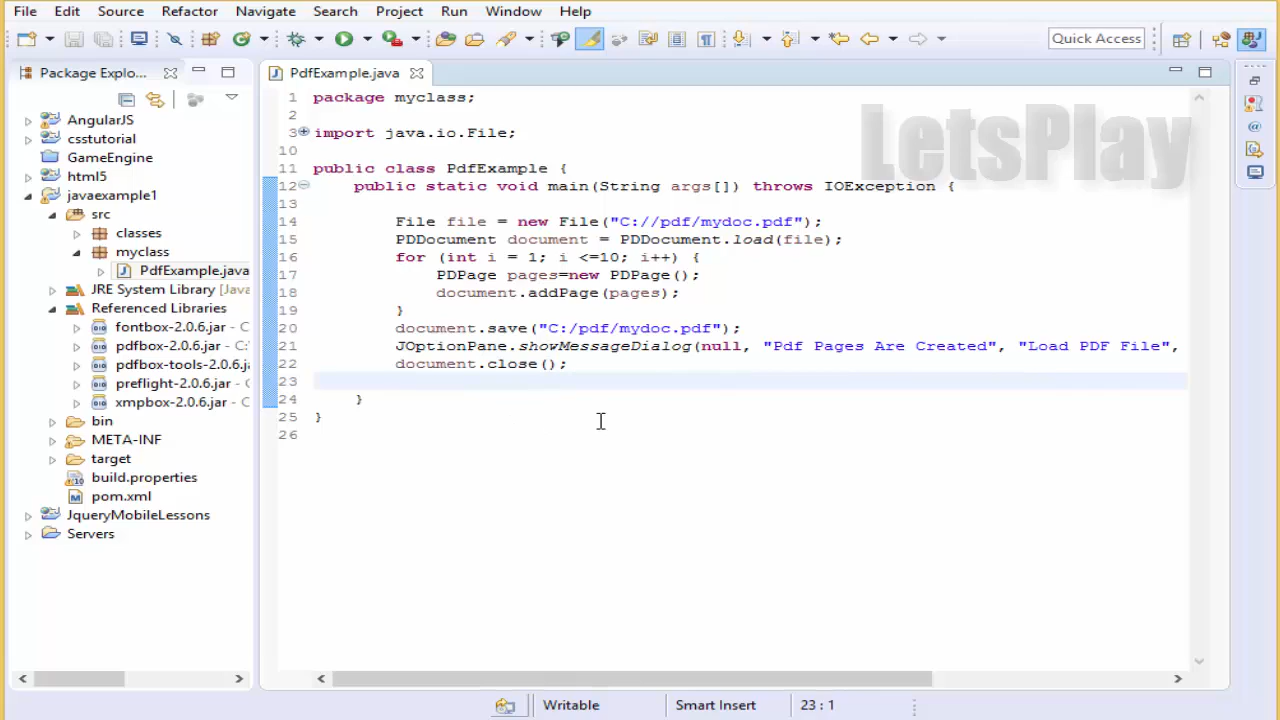 File Edit Source Refactor Navigate Search Project Run Window Help
Quick Access
Package Explo...
PdfExample.java
AngularJS
csstutorial
GameEngine
html5
javaexample1
src
classes
myclass
PdfExample.java
JRE System Library [Java
Referenced Libraries
fontbox-2.0.6.jar - C
pdfbox-2.0.6.jar - C:
pdfbox-tools-2.0.6.ja
preflight-2.0.6.jar - C
xmpbox-2.0.6.jar - C
bin
META-INF
target
build.properties
pom.xml
JqueryMobileLessons
Servers
LetsPlay
1 package myclass;
2
3 import java.io.File;
10
11 public class PdfExample {
12 public static void main(String args[]) throws IOException {
13
14 File file = new File("C://pdf/mydoc.pdf");
15 PDDocument document = PDDocument.load(file);
16 for (int i = 1; i <=10; i++) {
17 PDPage pages=new PDPage();
18 document.addPage(pages);
19 }
20 document.save("C:/pdf/mydoc.pdf");
21 JOptionPane.showMessageDialog(null, "Pdf Pages Are Created", "Load PDF File",
22 document.close();
23
24 }
25 }
26
Writable Smart Insert 23 : 1